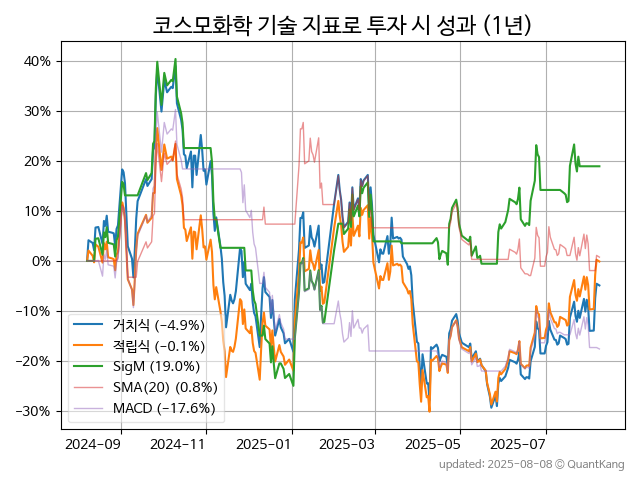 코스모화학 기술 지표로 투자 시 성과 (1년)
40%
30%
20%
10%
0%
−10%
−20%
−30%
거치식 (−4.9%)
적립식 (−0.1%)
SigM (19.0%)
SMA(20) (0.8%)
MACD (−17.6%)
2024-09
2024-11
2025-01
2025-03
2025-05
2025-07
updated: 2025-08-08 © QuantKang